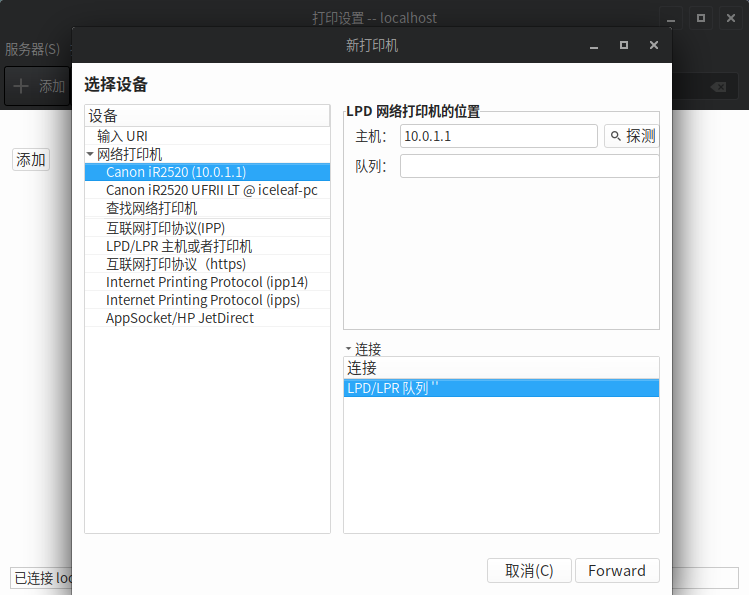 打印设置 -- localhost
服务器(S)
添加
添加
新打印机
选择设备
设备
输入 URI
网络打印机
Canon iR2520 (10.0.1.1)
Canon iR2520 UFRII LT @ iceleaf-pc
查找网络打印机
互联网打印协议(IPP)
LPD/LPR 主机或者打印机
互联网打印协议（https)
Internet Printing Protocol (ipp14)
Internet Printing Protocol (ipps)
AppSocket/HP JetDirect
LPD 网络打印机的位置
主机: 10.0.1.1 探测
队列:
连接
连接
LPD/LPR 队列 ''
取消(C) Forward
已连接 loc